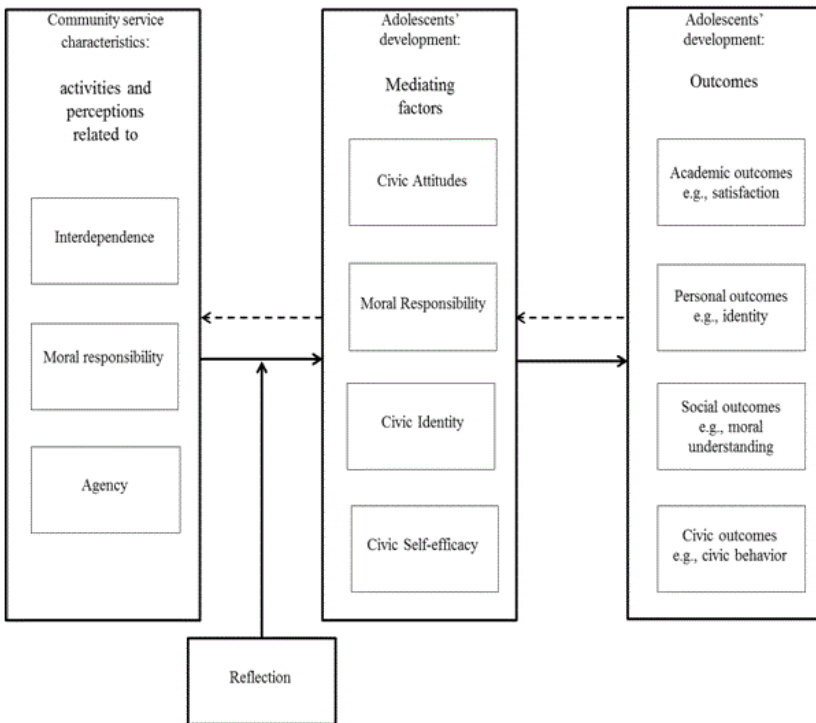 Community service
characteristics:
activities and
perceptions
related to
Interdependence
Moral responsibility
Agency
Adolescents'
development:
Mediating
factors
Civic Attitudes
Moral Responsibility
Civic Identity
Civic Self-efficacy
Adolescents'
development:
Outcomes
Academic outcomes
e.g., satisfaction
Personal outcomes
e.g., identity
Social outcomes
e.g., moral
understanding
Civic outcomes
e.g., civic behavior
Reflection